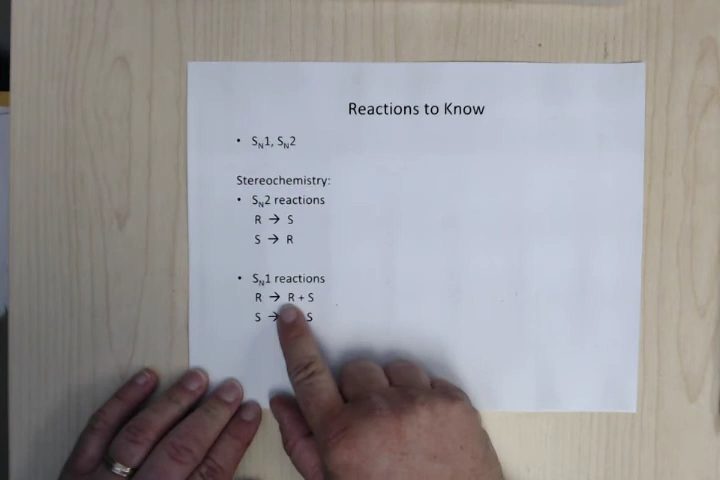 Reactions to Know
• SN1, SN2
Stereochemistry:
• SN2 reactions
R → S
S → R
• SN1 reactions
R → R + S
S → S